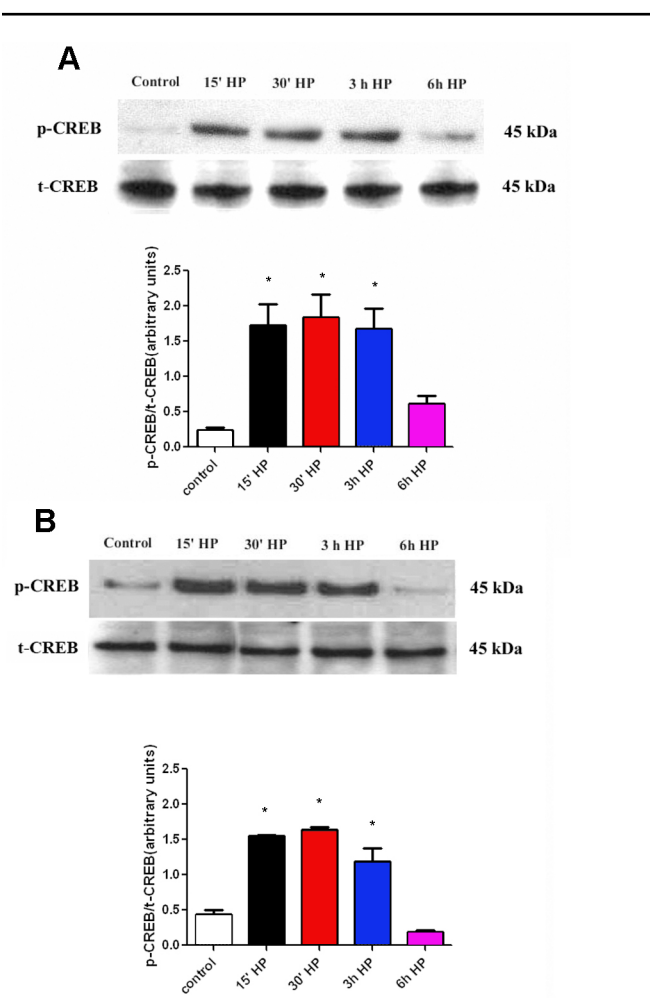 A
Control 15' HP 30' HP 3 h HP 6h HP
p-CREB 45 kDa
t-CREB 45 kDa
p-CREB/t-CREB(arbitrary units)
2.5
2.0
1.5
1.0
0.5
0.0
* * *
control 15' HP 30' HP 3h HP 6h HP
B
Control 15' HP 30' HP 3 h HP 6h HP
p-CREB 45 kDa
t-CREB 45 kDa
p-CREB/t-CREB(arbitrary units)
2.5
2.0
1.5
1.0
0.5
0.0
* * *
control 15' HP 30' HP 3h HP 6h HP